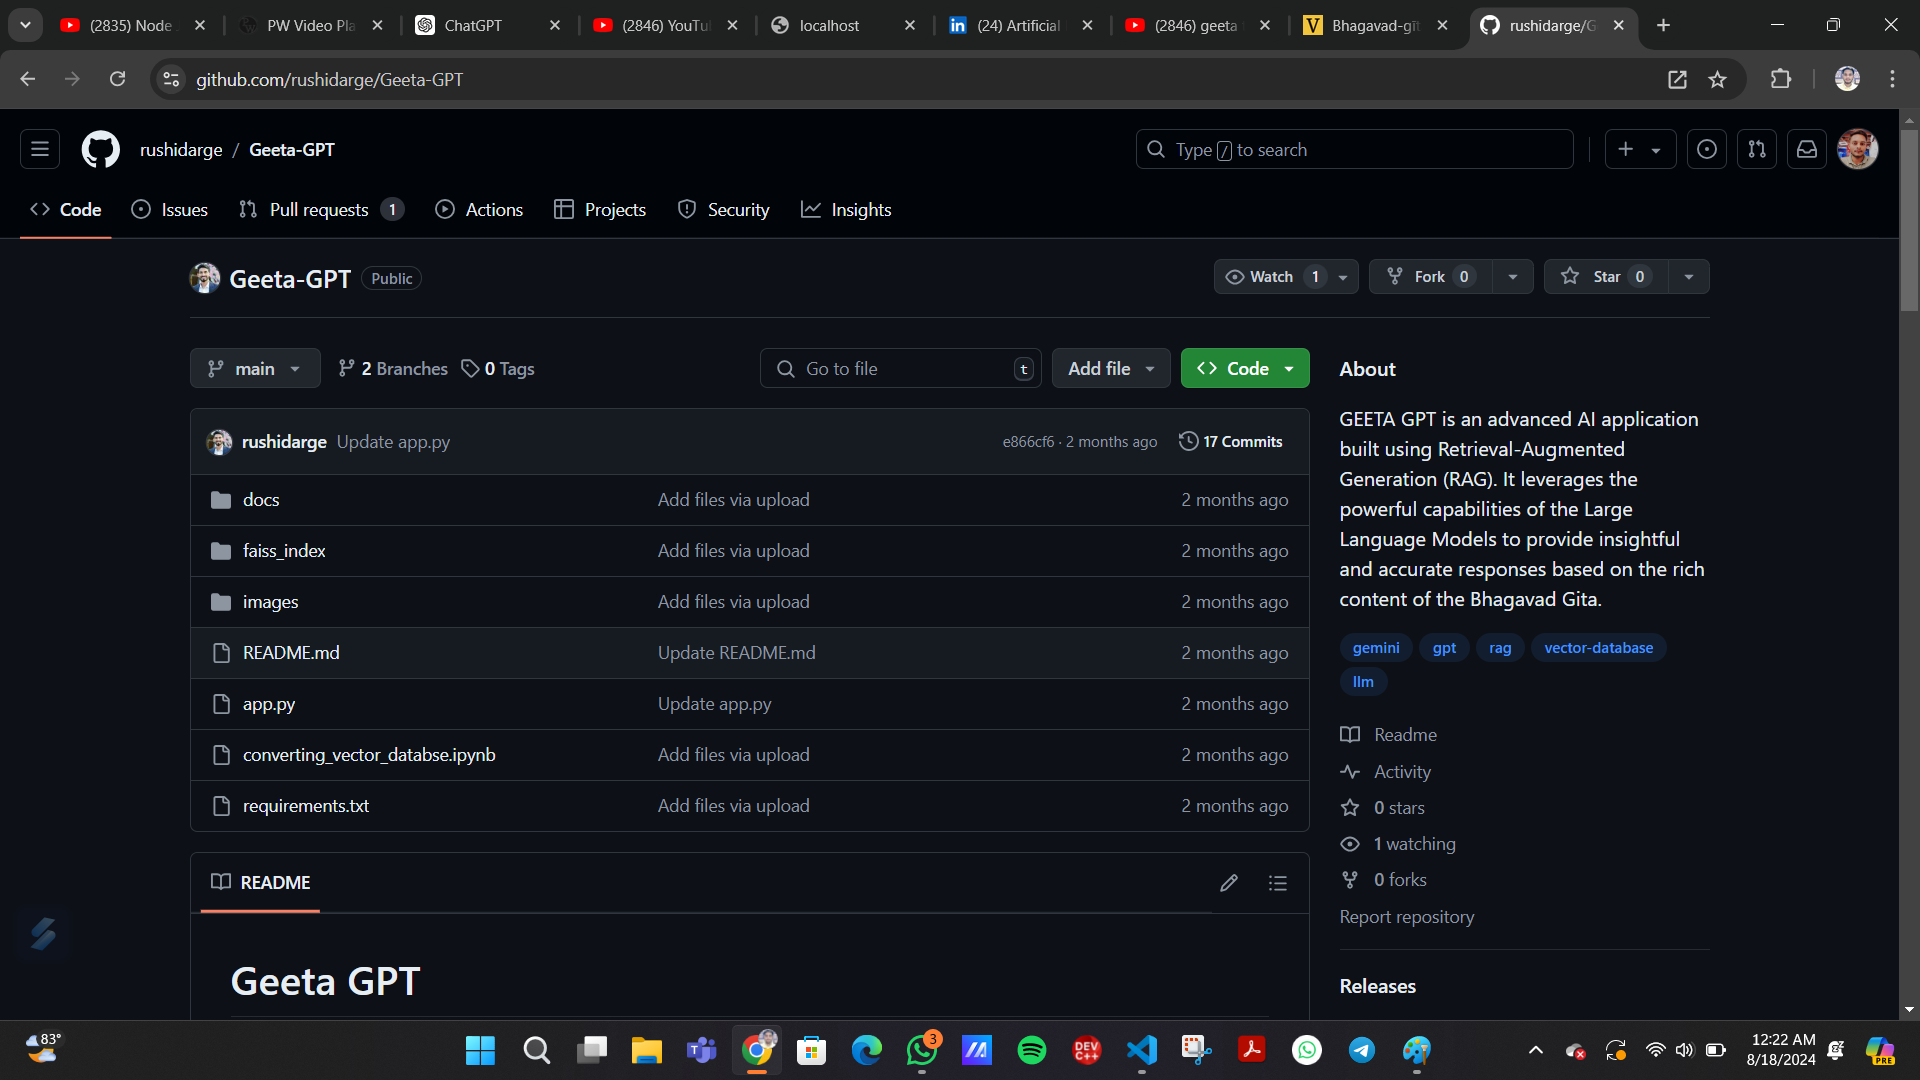 (2835) Node
PW Video Pla
ChatGPT
(2846) YouTu
localhost
(24) Artificial
(2846) geeta
Bhagavad-gīt
rushidarge/G
github.com/rushidarge/Geeta-GPT
rushidarge / Geeta-GPT
Type / to search
Code
Issues
Pull requests 1
Actions
Projects
Security
Insights
Geeta-GPT Public
Watch 1
Fork 0
Star 0
main
2 Branches
0 Tags
Go to file t
Add file
Code
rushidarge Update app.py e866cf6 · 2 months ago 17 Commits
docs Add files via upload 2 months ago
faiss_index Add files via upload 2 months ago
images Add files via upload 2 months ago
README.md Update README.md 2 months ago
app.py Update app.py 2 months ago
converting_vector_databse.ipynb Add files via upload 2 months ago
requirements.txt Add files via upload 2 months ago
README
Geeta GPT
About
GEETA GPT is an advanced AI application
built using Retrieval-Augmented
Generation (RAG). It leverages the
powerful capabilities of the Large
Language Models to provide insightful
and accurate responses based on the rich
content of the Bhagavad Gita.
gemini gpt rag vector-database
llm
Readme
Activity
0 stars
1 watching
0 forks
Report repository
Releases
83°
3
DEV
C++
PRE
12:22 AM
8/18/2024